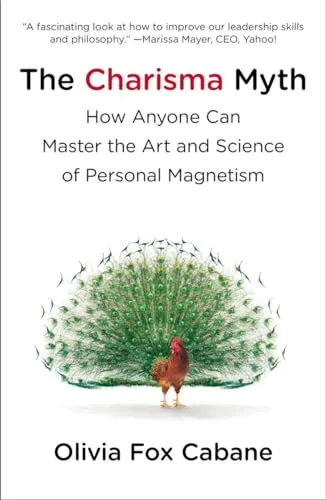 "A fascinating look at how to improve our leadership skills
and philosophy." —Marissa Mayer, CEO, Yahoo!
The Charisma Myth
How Anyone Can
Master the Art and Science
of Personal Magnetism
Olivia Fox Cabane